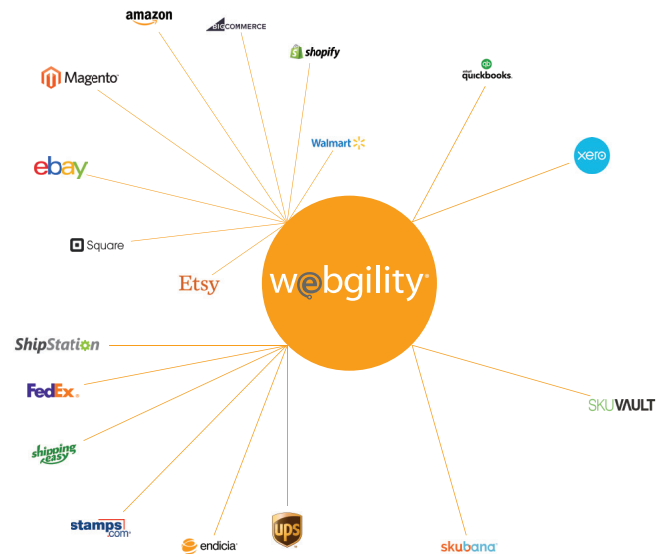 amazon
BIGCOMMERCE
shopify
intuit
quickbooks.
Magento
Walmart
xero
ebay
Square
Etsy
webgility
ShipStation
FedEx.
shipping
easy
SKUVAULT
stamps
.com
endicia
ups
skubana